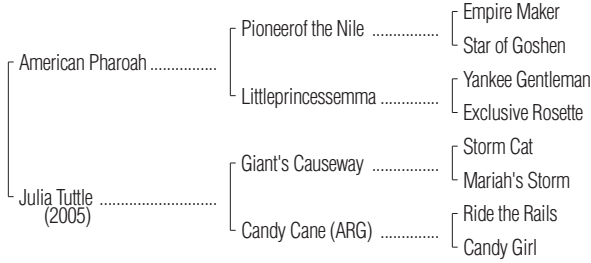 Empire Maker
Pioneerof the Nile ................
Star of Goshen
American Pharoah ................
Yankee Gentleman
Littleprincessemma ..............
Exclusive Rosette
Storm Cat
Giant's Causeway ................
Mariah's Storm
Julia Tuttle ............................
(2005)
Ride the Rails
Candy Cane (ARG) ..............
Candy Girl